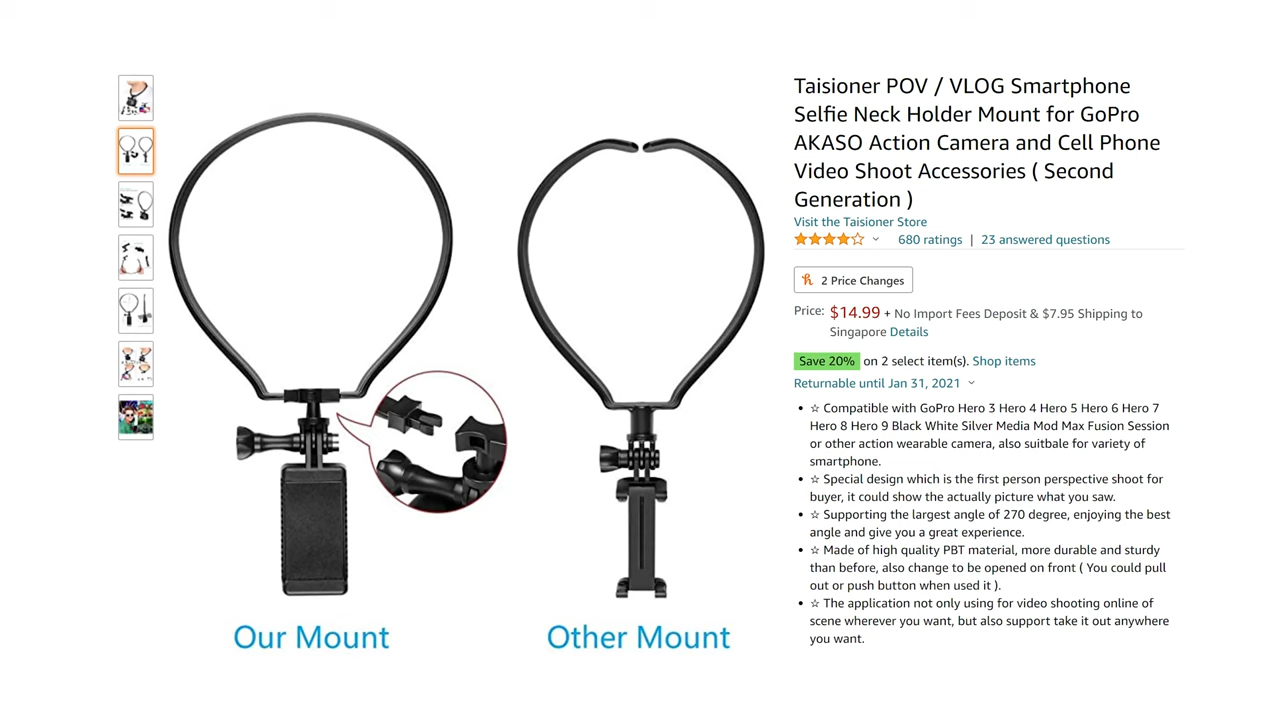 Taisioner POV / VLOG Smartphone
Selfie Neck Holder Mount for GoPro
AKASO Action Camera and Cell Phone
Video Shoot Accessories ( Second
Generation )
Visit the Taisioner Store
680 ratings | 23 answered questions
2 Price Changes
Price: $14.99 + No Import Fees Deposit & $7.95 Shipping to
Singapore Details
Save 20% on 2 select item(s). Shop items
Returnable until Jan 31, 2021
• ☆ Compatible with GoPro Hero 3 Hero 4 Hero 5 Hero 6 Hero 7
Hero 8 Hero 9 Black White Silver Media Mod Max Fusion Session
or other action wearable camera, also suitbale for variety of
smartphone.
• ☆ Special design which is the first person perspective shoot for
buyer, it could show the actually picture what you saw.
• ☆ Supporting the largest angle of 270 degree, enjoying the best
angle and give you a great experience.
• ☆ Made of high quality PBT material, more durable and sturdy
than before, also change to be opened on front ( You could pull
out or push button when used it ).
• ☆ The application not only using for video shooting online of
scene wherever you want, but also support take it out anywhere
you want.
Our Mount
Other Mount